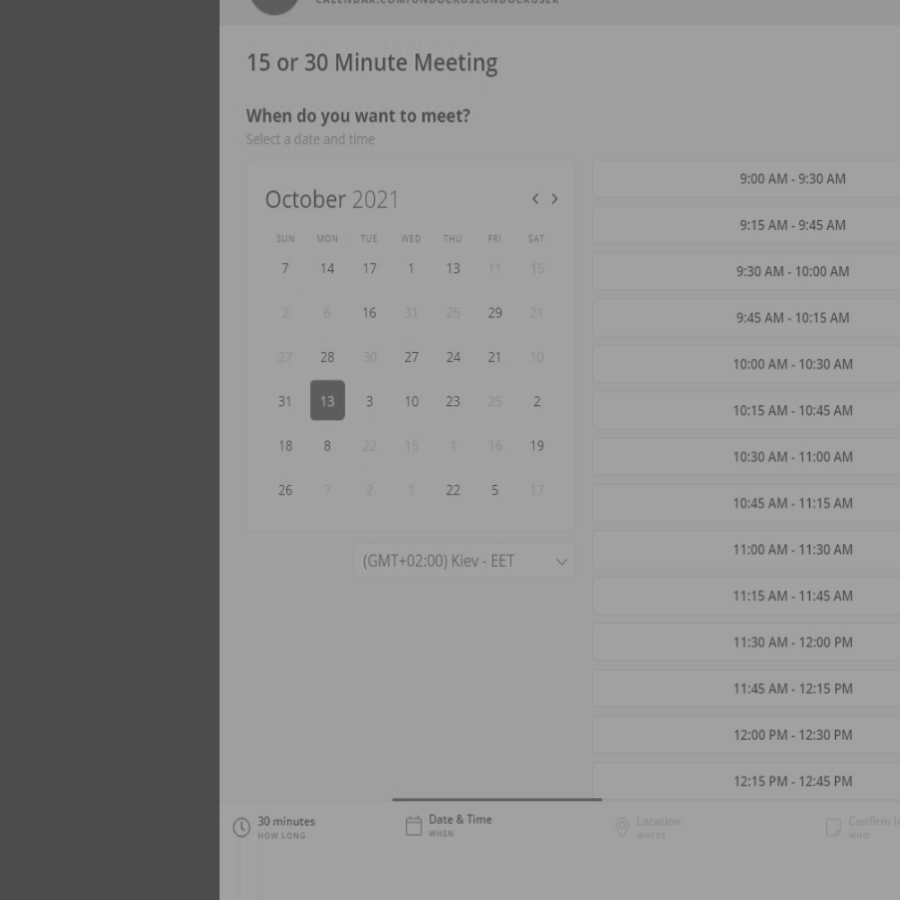 15 or 30 Minute Meeting
When do you want to meet?
Select a date and time
October 2021
SUN MON TUE WED THU FRI SAT
7 14 17 1 13 11 15
2 6 16 31 25 29 21
27 28 30 27 24 21 10
31 13 3 10 23 25 2
18 8 22 15 1 16 19
26 7 2 1 22 5 17
(GMT+02:00) Kiev - EET
9:00 AM - 9:30 AM
9:15 AM - 9:45 AM
9:30 AM - 10:00 AM
9:45 AM - 10:15 AM
10:00 AM - 10:30 AM
10:15 AM - 10:45 AM
10:30 AM - 11:00 AM
10:45 AM - 11:15 AM
11:00 AM - 11:30 AM
11:15 AM - 11:45 AM
11:30 AM - 12:00 PM
11:45 AM - 12:15 PM
12:00 PM - 12:30 PM
12:15 PM - 12:45 PM
30 minutes
HOW LONG
Date & Time
WHEN
Location
WHERE
Confirm
WHO